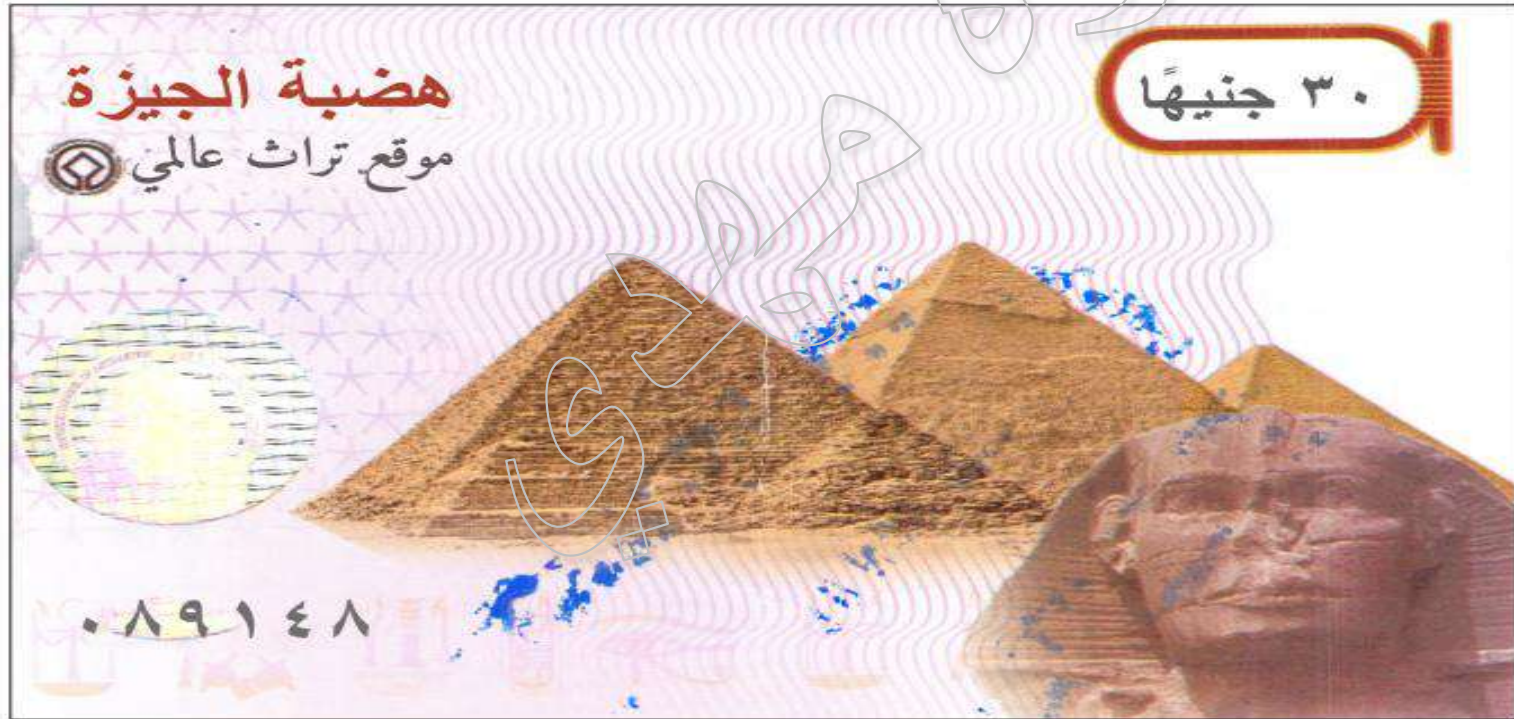 ٣٠ جنيهًا
هضبة الجيزة
موقع تراث عالمي
٠٨٩١٤٨